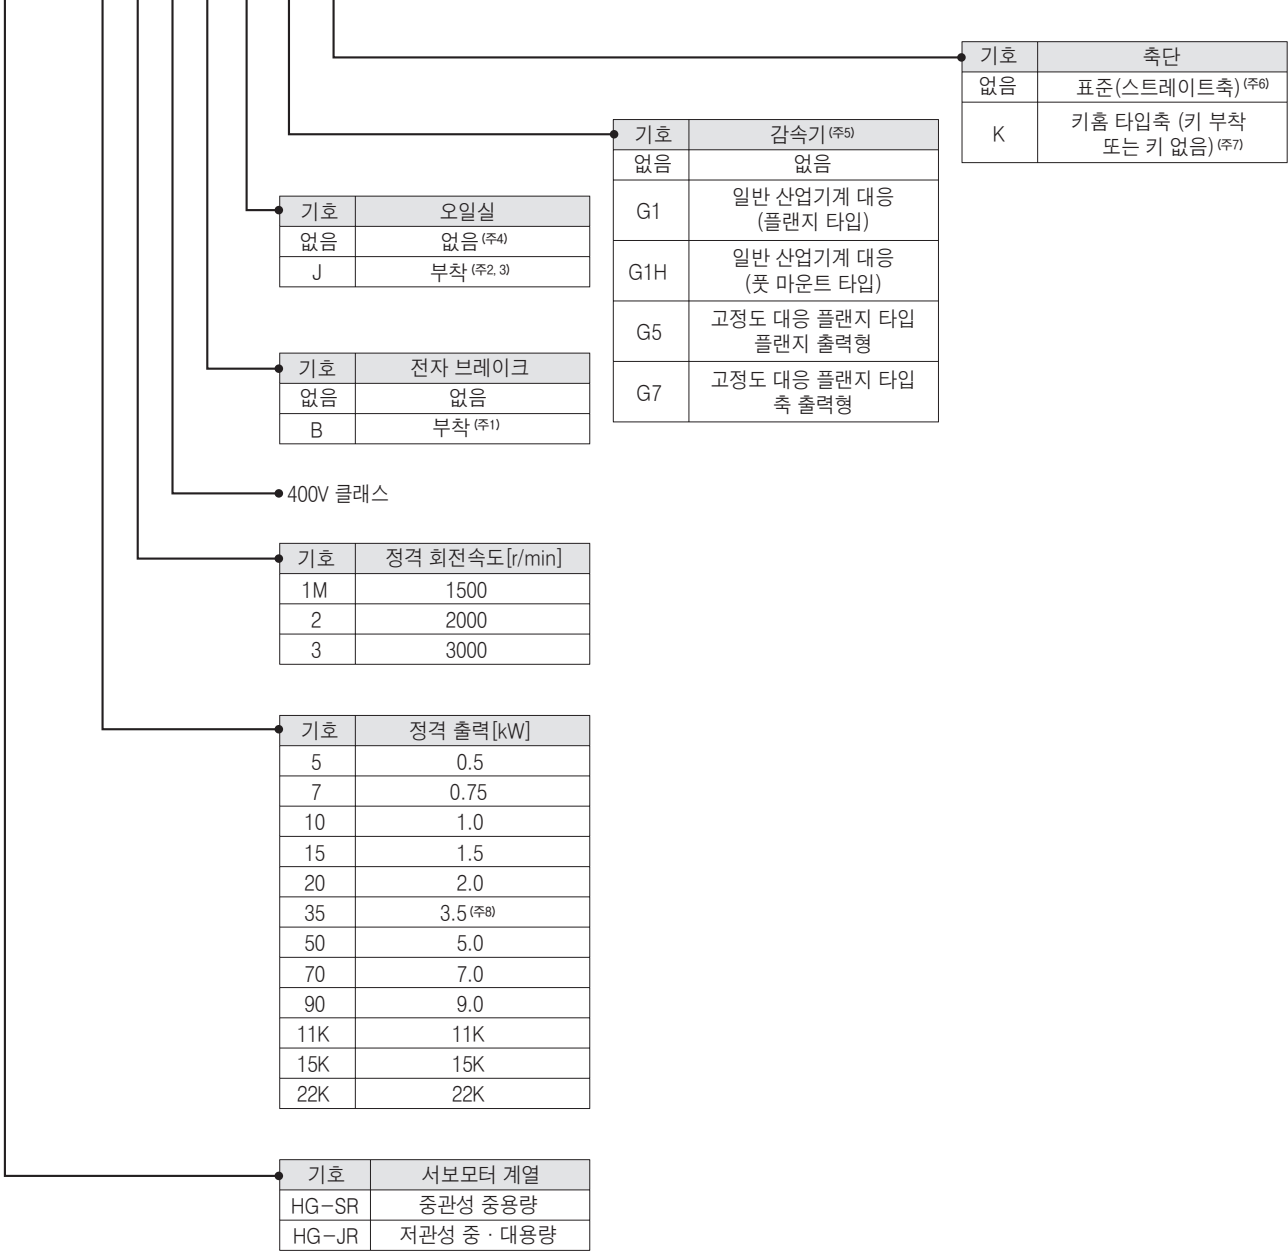 기호 축단
없음 표준(스트레이트축)(주6)
K 키홈 타입축 (키 부착
또는 키 없음)(주7)
기호 감속기(주5)
없음 없음
G1 일반 산업기계 대응
(플랜지 타입)
G1H 일반 산업기계 대응
(풋 마운트 타입)
G5 고정도 대응 플랜지 타입
플랜지 출력형
G7 고정도 대응 플랜지 타입
축 출력형
기호 오일실
없음 없음(주4)
J 부착(주2, 3)
기호 전자 브레이크
없음 없음
B 부착(주1)
400V 클래스
기호 정격 회전속도[r/min]
1M 1500
2 2000
3 3000
기호 정격 출력[kW]
5 0.5
7 0.75
10 1.0
15 1.5
20 2.0
35 3.5(주8)
50 5.0
70 7.0
90 9.0
11K 11K
15K 15K
22K 22K
기호 서보모터 계열
HG-SR 중관성 중용량
HG-JR 저관성 중·대용량